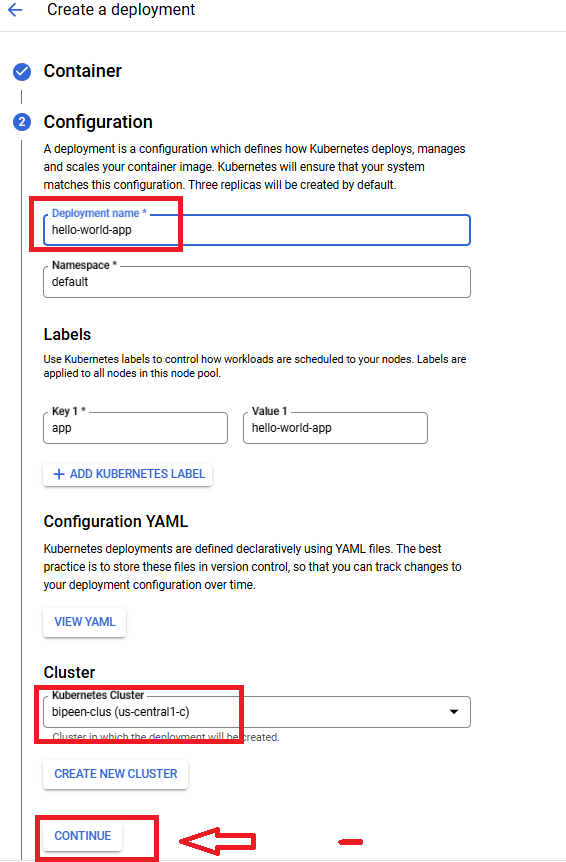 Create a deployment
Container
2 Configuration
A deployment is a configuration which defines how Kubernetes deploys, manages
and scales your container image. Kubernetes will ensure that your system
matches this configuration. Three replicas will be created by default.
Deployment name *
hello-world-app
Namespace *
default
Labels
Use Kubernetes labels to control how workloads are scheduled to your nodes. Labels are
applied to all nodes in this node pool.
Key 1 * Value 1
app hello-world-app
+ ADD KUBERNETES LABEL
Configuration YAML
Kubernetes deployments are defined declaratively using YAML files. The best
practice is to store these files in version control, so that you can track changes to
your deployment configuration over time.
VIEW YAML
Cluster
Kubernetes Cluster
bipeen-clus (us-central1-c)
Cluster in which the deployment will be created.
CREATE NEW CLUSTER
CONTINUE